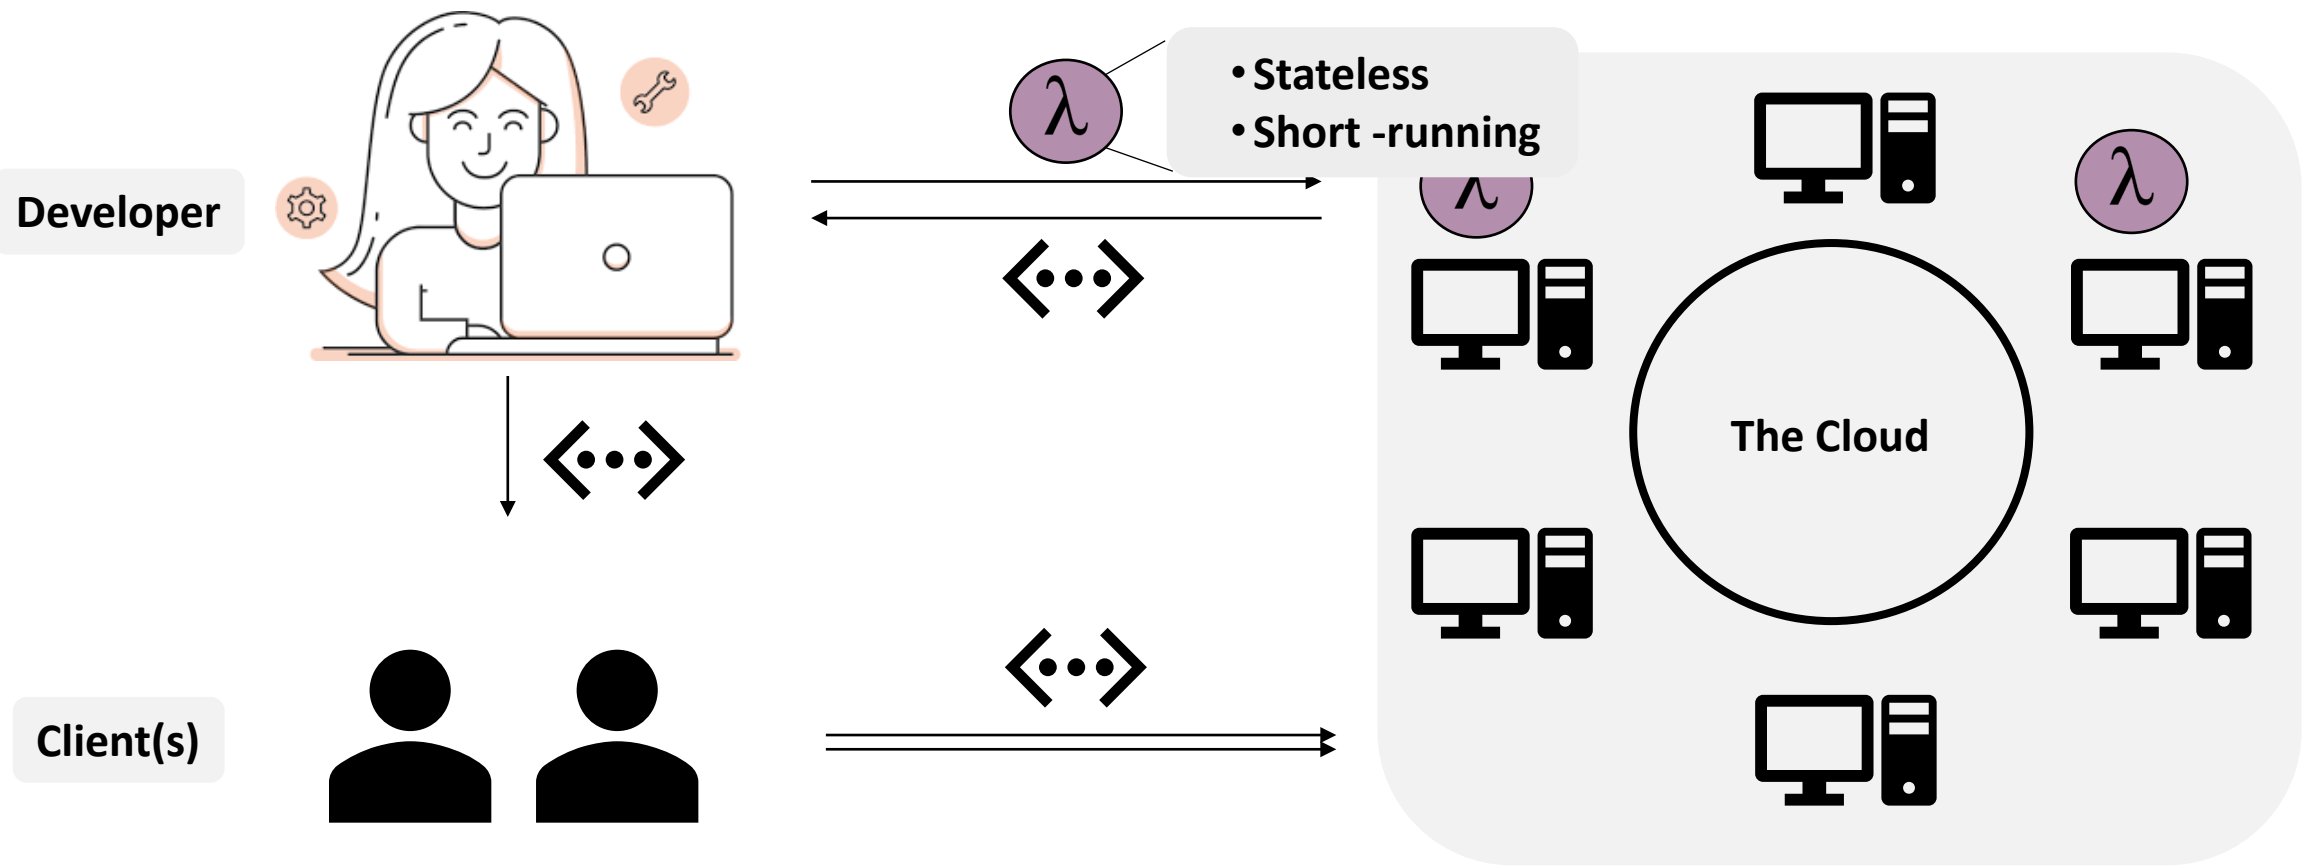 λ
• Stateless
• Short -running
λ
λ
Developer
The Cloud
Client(s)